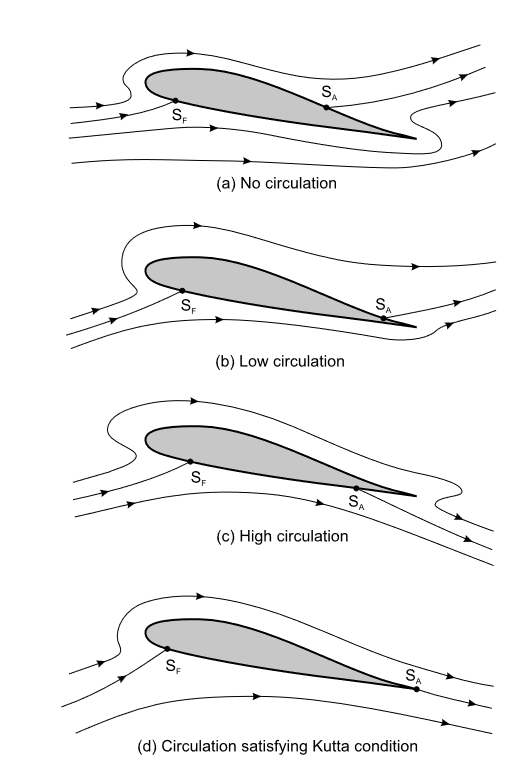 S_A
S_F
(a) No circulation
S_A
S_F
(b) Low circulation
S_F
S_A
(c) High circulation
S_F
S_A
(d) Circulation satisfying Kutta condition